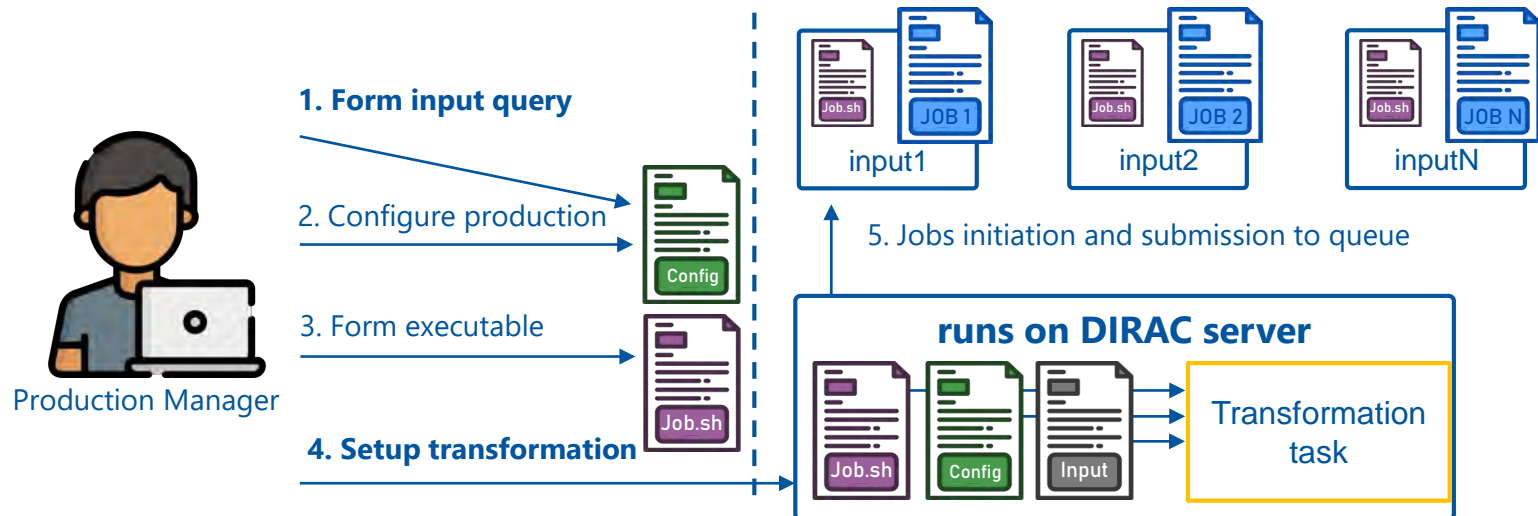 1. Form input query
2. Configure production
Config
3. Form executable
Job.sh
Production Manager
4. Setup transformation
Job.sh
JOB 1
input1
Job.sh
JOB 2
input2
Job.sh
JOB N
inputN
5. Jobs initiation and submission to queue
runs on DIRAC server
Job.sh
Config
Input
Transformation
task